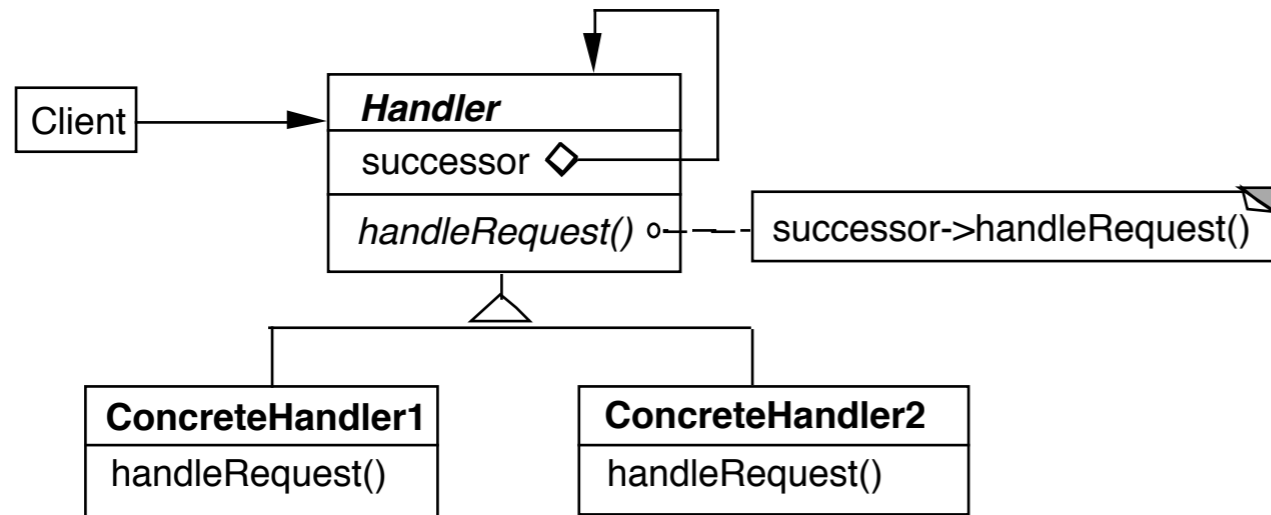 Handler
Client
successor
handleRequest()
successor->handleRequest()
ConcreteHandler1
handleRequest()
ConcreteHandler2
handleRequest()